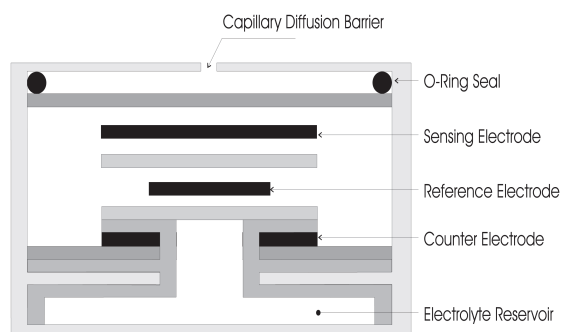 Capillary Diffusion Barrier
O-Ring Seal
Sensing Electrode
Reference Electrode
Counter Electrode
Electrolyte Reservoir